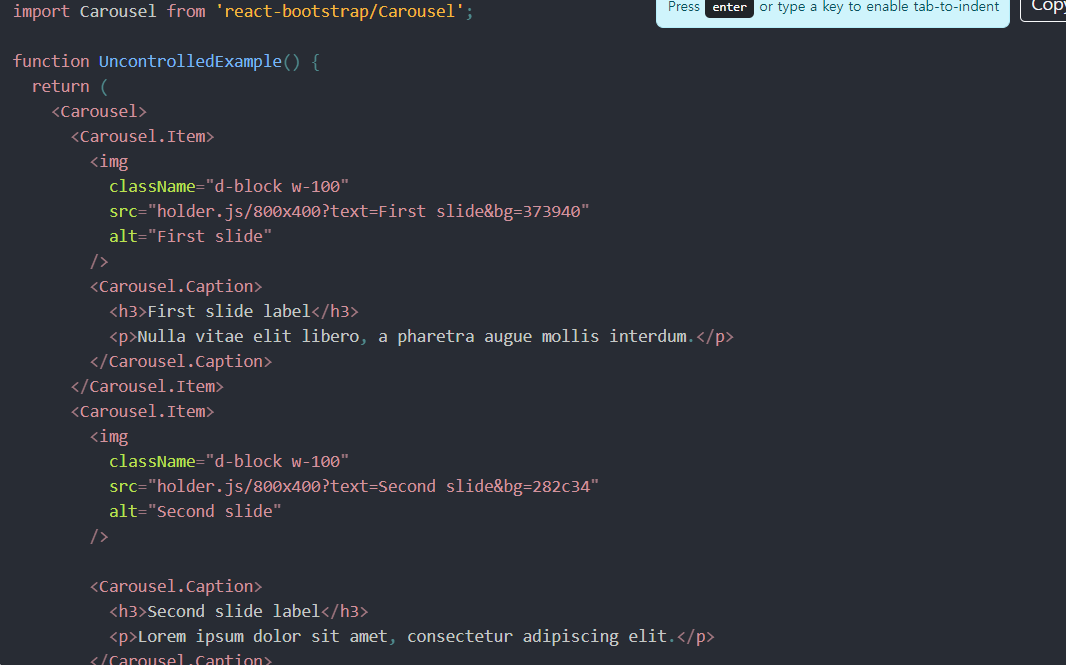 import Carousel from 'react-bootstrap/Carousel';
Press enter or type a key to enable tab-to-indent
function UncontrolledExample() {
  return (
    <Carousel>
      <Carousel.Item>
        <img
          className="d-block w-100"
          src="holder.js/800x400?text=First slide&bg=373940"
          alt="First slide"
        />
        <Carousel.Caption>
          <h3>First slide label</h3>
          <p>Nulla vitae elit libero, a pharetra augue mollis interdum.</p>
        </Carousel.Caption>
      </Carousel.Item>
      <Carousel.Item>
        <img
          className="d-block w-100"
          src="holder.js/800x400?text=Second slide&bg=282c34"
          alt="Second slide"
        />
        <Carousel.Caption>
          <h3>Second slide label</h3>
          <p>Lorem ipsum dolor sit amet, consectetur adipiscing elit.</p>
        </Carousel.Caption>